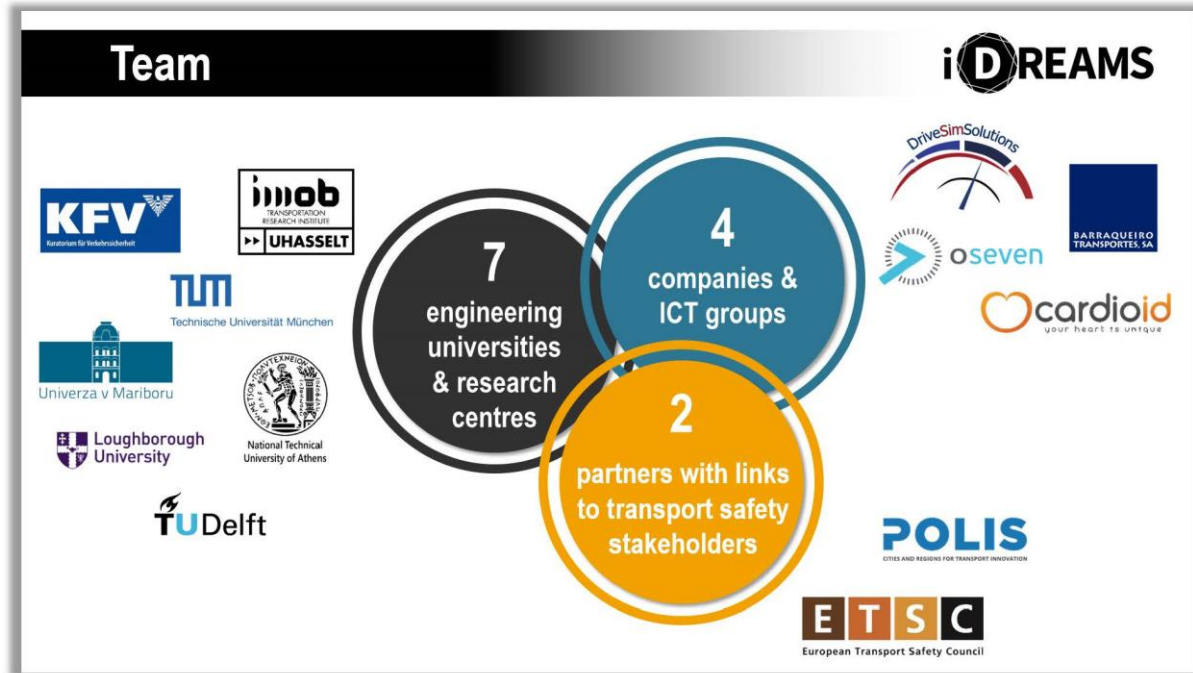 Team
iDREAMS
KFV
Kuratorium für Verkehrssicherheit
imob
TRANSPORTATION
RESEARCH INSTITUTE
UHASSELT
TUM
Technische Universität München
Univerza v Mariboru
Loughborough
University
ΕΘΝΙΚΟΝ ΜΕΤΣΟΒΙΟΝ ΠΟΛΥΤΕΧΝΕΙΟΝ
National Technical
University of Athens
TUDelft
7
engineering
universities
& research
centres
4
companies &
ICT groups
2
partners with links
to transport safety
stakeholders
DriveSimSolutions
BARRAQUEIRO
TRANSPORTES, SA
oseven
cardioid
your heart is unique
POLIS
CITIES AND REGIONS FOR TRANSPORT INNOVATION
ETSC
European Transport Safety Council